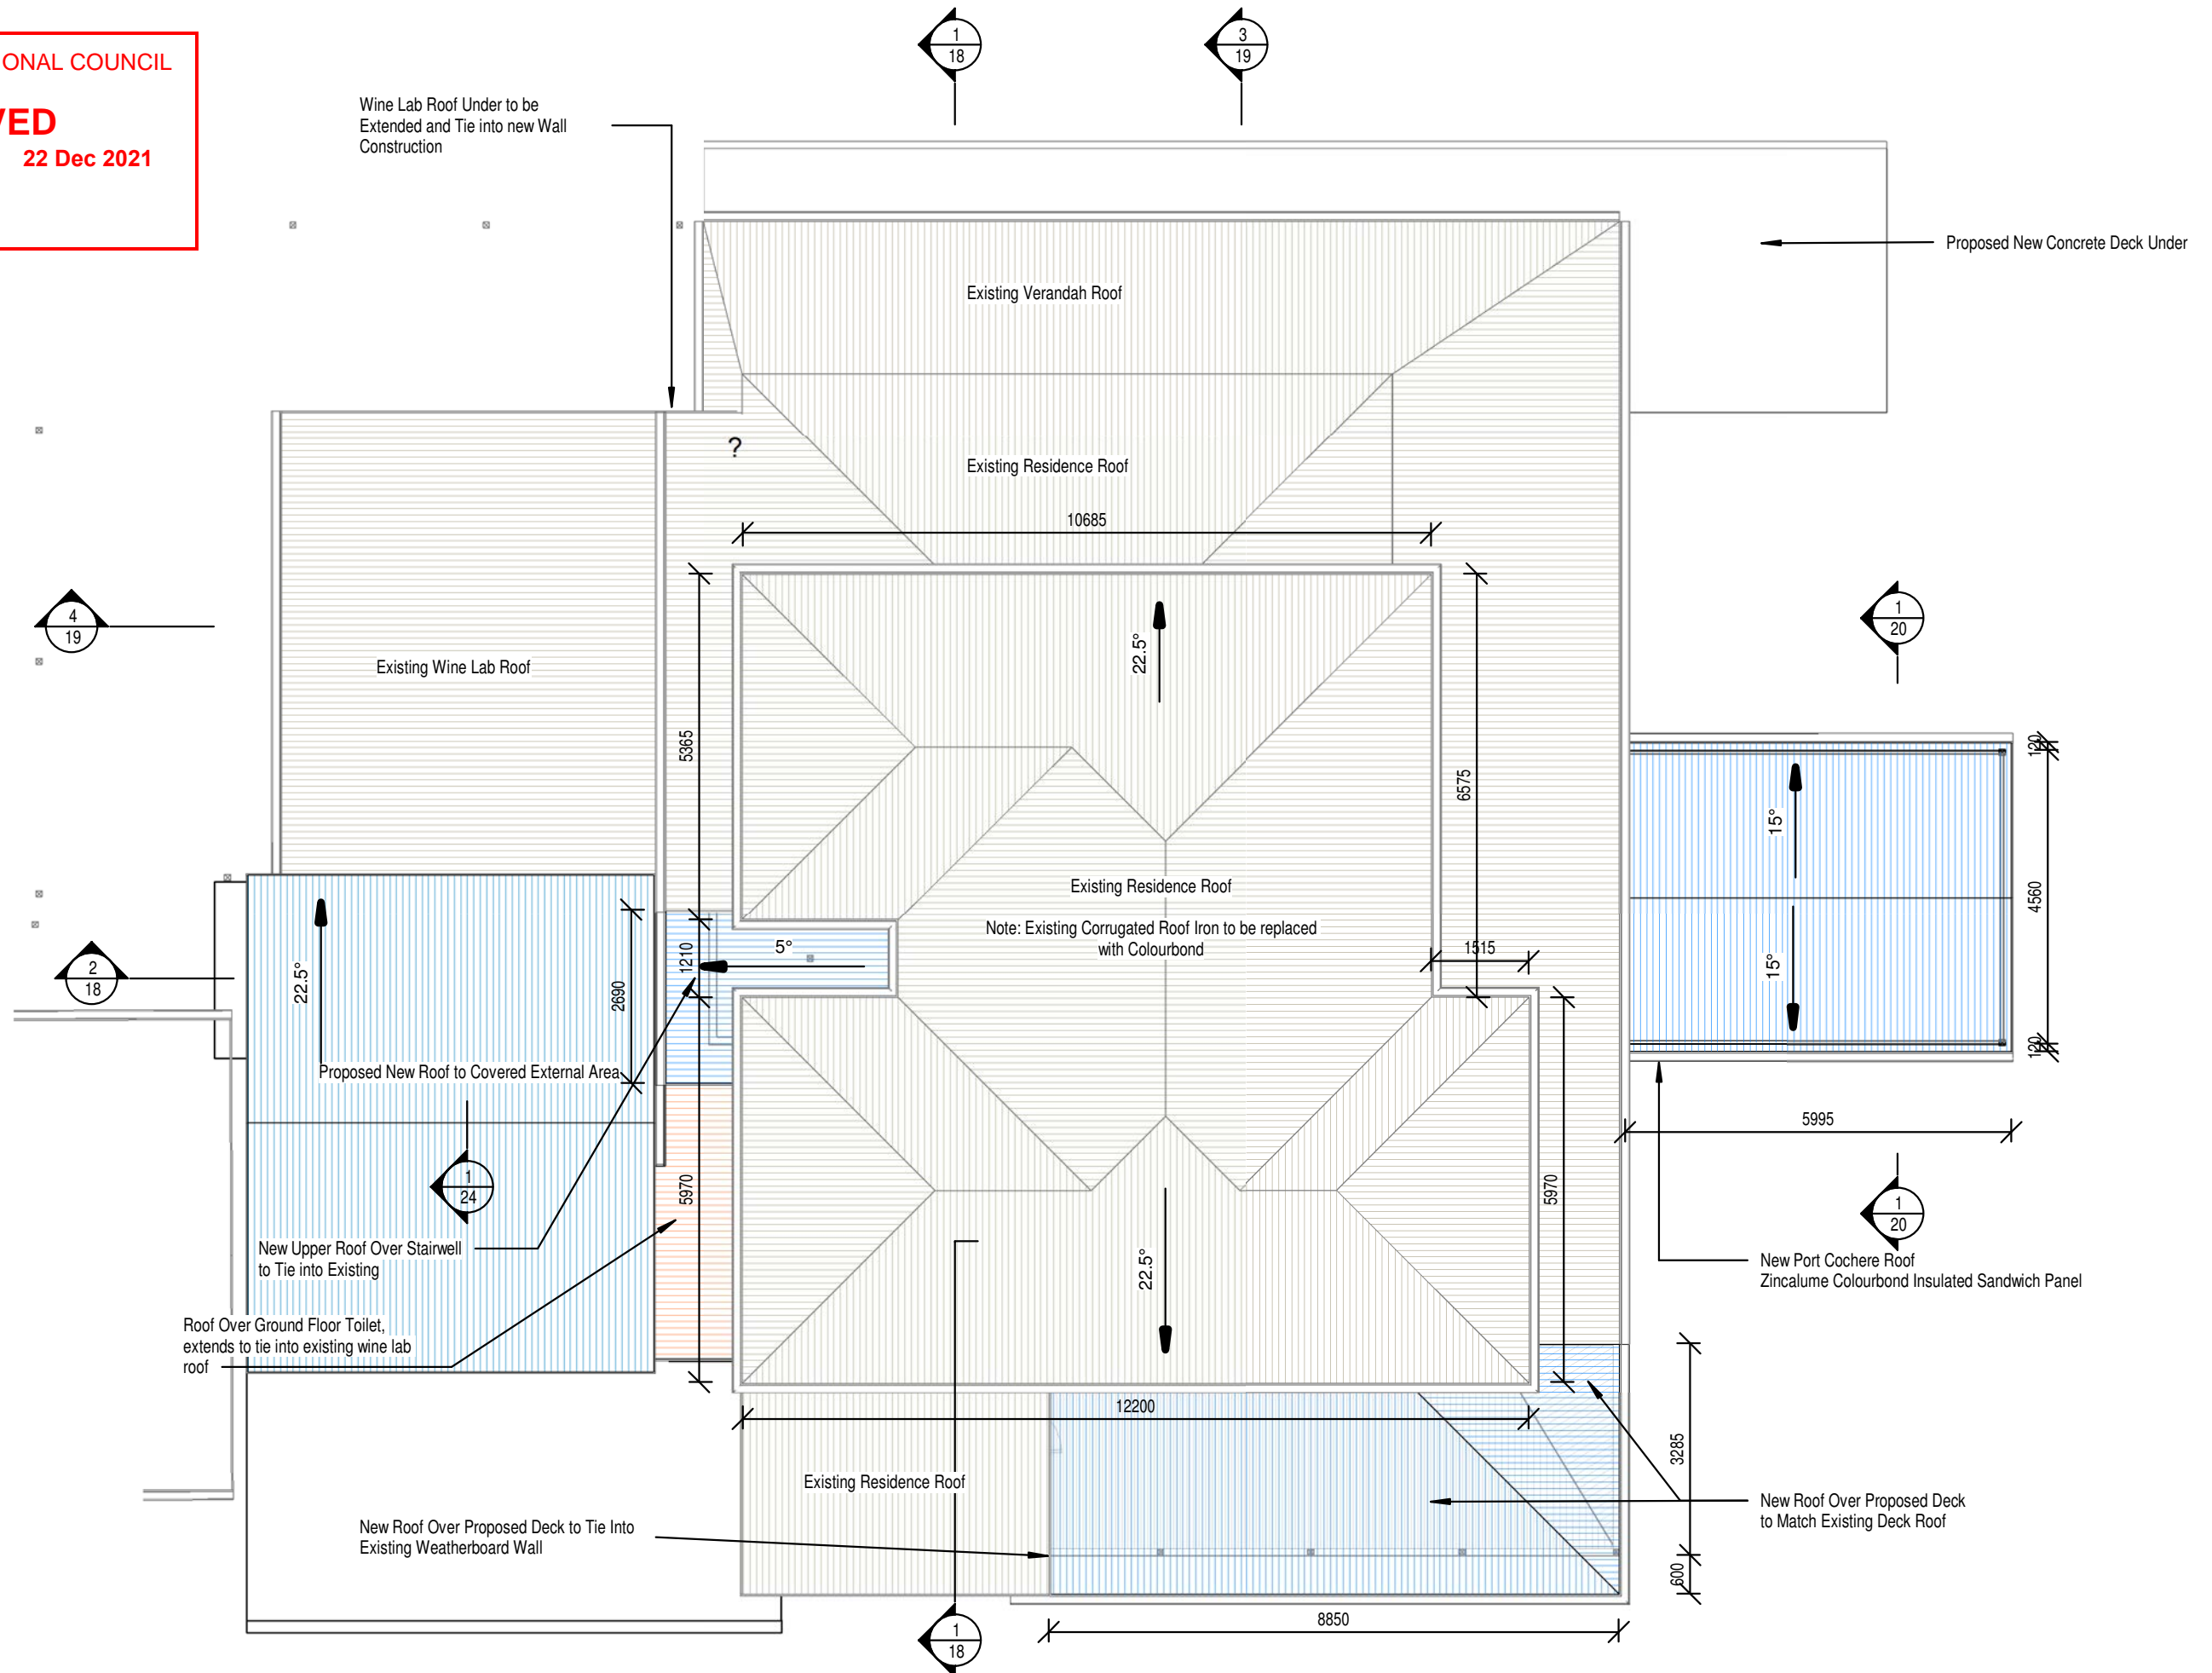 ONAL COUNCIL
VED
22 Dec 2021
1
18
3
19
Wine Lab Roof Under to be
Extended and Tie into new Wall
Construction
Proposed New Concrete Deck Under
Existing Verandah Roof
?
Existing Residence Roof
10685
4
19
1
20
Existing Wine Lab Roof
22.5°
5365
6575
120
15°
4560
15°
120
Existing Residence Roof
Note: Existing Corrugated Roof Iron to be replaced
with Colourbond
1515
5°
1210
2690
22.5°
2
18
Proposed New Roof to Covered External Area
5995
1
24
5970
5970
1
20
New Upper Roof Over Stairwell
to Tie into Existing
22.5°
New Port Cochere Roof
Zincalume Colourbond Insulated Sandwich Panel
Roof Over Ground Floor Toilet,
extends to tie into existing wine lab
roof
12200
3285
Existing Residence Roof
New Roof Over Proposed Deck
to Match Existing Deck Roof
New Roof Over Proposed Deck to Tie Into
Existing Weatherboard Wall
600
8850
1
18